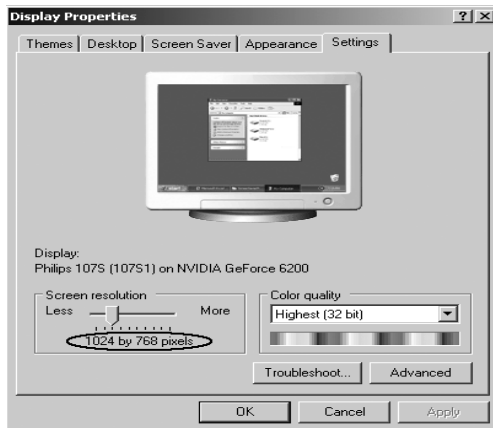 Display Properties
Themes Desktop Screen Saver Appearance Settings
Display:
Philips 107S (107S1) on NVIDIA GeForce 6200
Screen resolution
Less More
1024 by 768 pixels
Color quality
Highest (32 bit)
Troubleshoot... Advanced
OK Cancel Apply